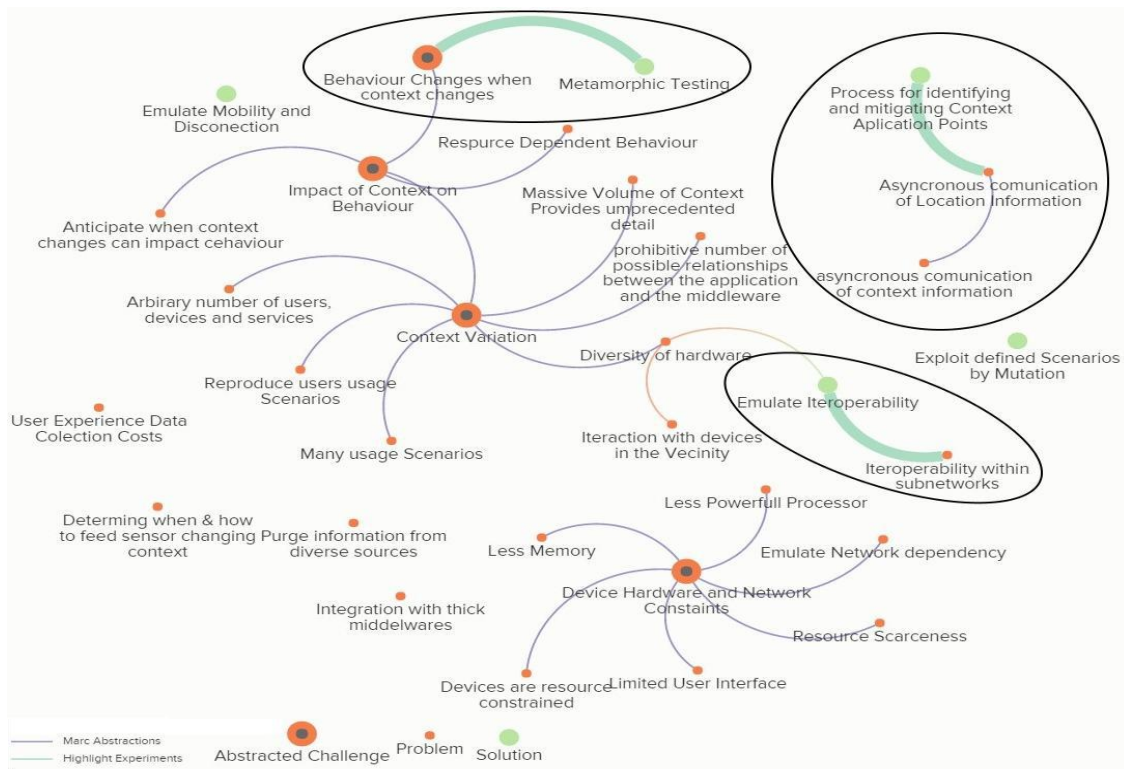 Behaviour Changes when
context changes
Metamorphic Testing
Process for identifying
and mitigating Context
Aplication Points
Emulate Mobility and
Disconection
Respurce Dependent Behaviour
Impact of Context on
Behaviour
Massive Volume of Context
Provides umprecedented
detail
Asyncronous comunication
of Location Information
Anticipate when context
changes can impact cehaviour
prohibitive number of
possible relationships
between the application
and the middleware
asyncronous comunication
of context information
Arbirary number of users,
devices and services
Context Variation
Diversity of hardware
Exploit defined Scenarios
by Mutation
Reproduce users usage
Scenarios
Emulate Iteroperability
User Experience Data
Colection Costs
Many usage Scenarios
Iteraction with devices
in the Vecinity
Iteroperability within
subnetworks
Determing when & how
to feed sensor changing
context
Purge information from
diverse sources
Less Powerfull Processor
Less Memory
Emulate Network dependency
Device Hardware and Network
Constaints
Integration with thick
middelwares
Resource Scarceness
Devices are resource
constrained
Limited User Interface
Marc Abstractions
Highlight Experiments
Abstracted Challenge
Problem
Solution